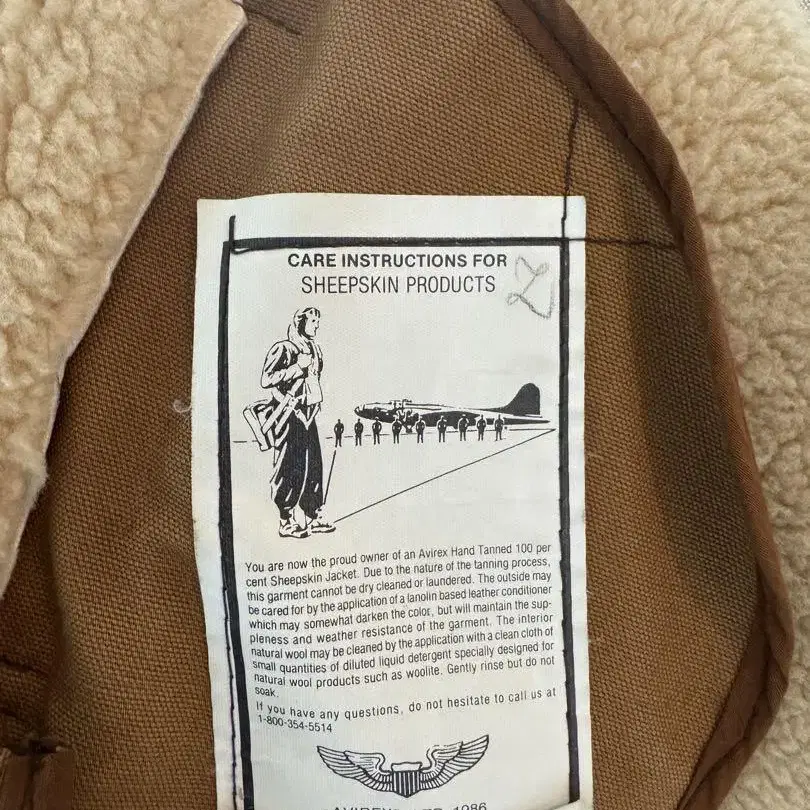 CARE INSTRUCTIONS FOR
SHEEPSKIN PRODUCTS
You are now the proud owner of an Avirex Hand Tanned 100 per
cent Sheepskin Jacket. Due to the nature of the tanning process,
this garment cannot be dry cleaned or laundered. The outside may
be cared for by the application of a lanolin based leather conditioner
which may somewhat darken the color, but will maintain the sup-
pleness and weather resistance of the garment. The interior
natural wool may be cleaned by the application with a clean cloth of
small quantities of diluted liquid detergent specially designed for
natural wool products such as woolite. Gently rinse but do not
soak.
If you have any questions, do not hesitate to call us at
1-800-354-5514
1986